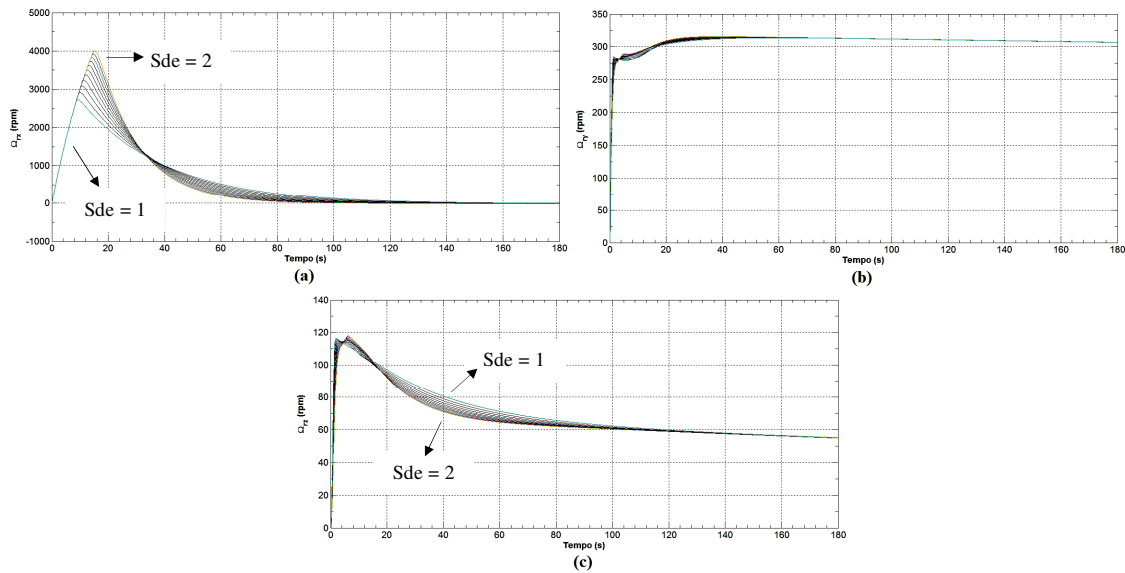 5000
4000
3000
2000
1000
0
-1000
Ωrx (rpm)
Sde = 2
Sde = 1
0 20 40 60 80 100 120 140 160 180
Tempo (s)
(a)
350
300
250
200
150
100
50
0
Ωry (rpm)
0 20 40 60 80 100 120 140 160 180
Tempo (s)
(b)
140
120
100
80
60
40
20
0
Ωrz (rpm)
Sde = 1
Sde = 2
0 20 40 60 80 100 120 140 160 180
Tempo (s)
(c)